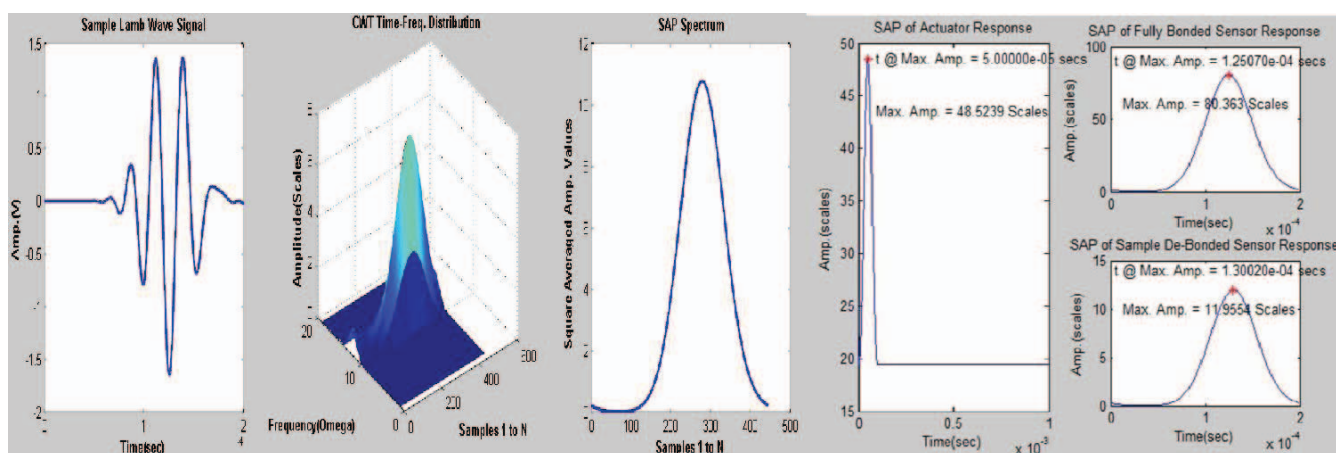 Sample Lamb Wave Signal
1.5
1
0.5
0
-0.5
-1
-1.5
-2
Amp.(V)
1
2
4
Time(sec)
CWT Time-Freq. Distribution
Amplitude(Scales)
4
2
20
10
0
0
200
400
600
Frequency(Omega)
Samples 1 to N
SAP Spectrum
Square Averaged Amp. Values
12
10
8
6
4
2
0
100
200
300
400
500
Samples 1 to N
SAP of Actuator Response
50
45
40
35
30
25
20
15
Amp.(scales)
t @ Max. Amp. = 5.00000e-05 secs
Max. Amp. = 48.5239 Scales
0
0.5
1
Time(sec)
x 10⁻³
SAP of Fully Bonded Sensor Response
100
50
0
Amp.(scales)
t @ Max. Amp. = 1.25070e-04 secs
Max. Amp. = 80.363 Scales
0
1
2
Time(sec)
x 10⁻⁴
SAP of Sample De-Bonded Sensor Response
15
10
5
0
Amp.(scales)
t @ Max. Amp. = 1.30020e-04 secs
Max. Amp. = 11.9554 Scales
0
1
2
Time(sec)
x 10⁻⁴